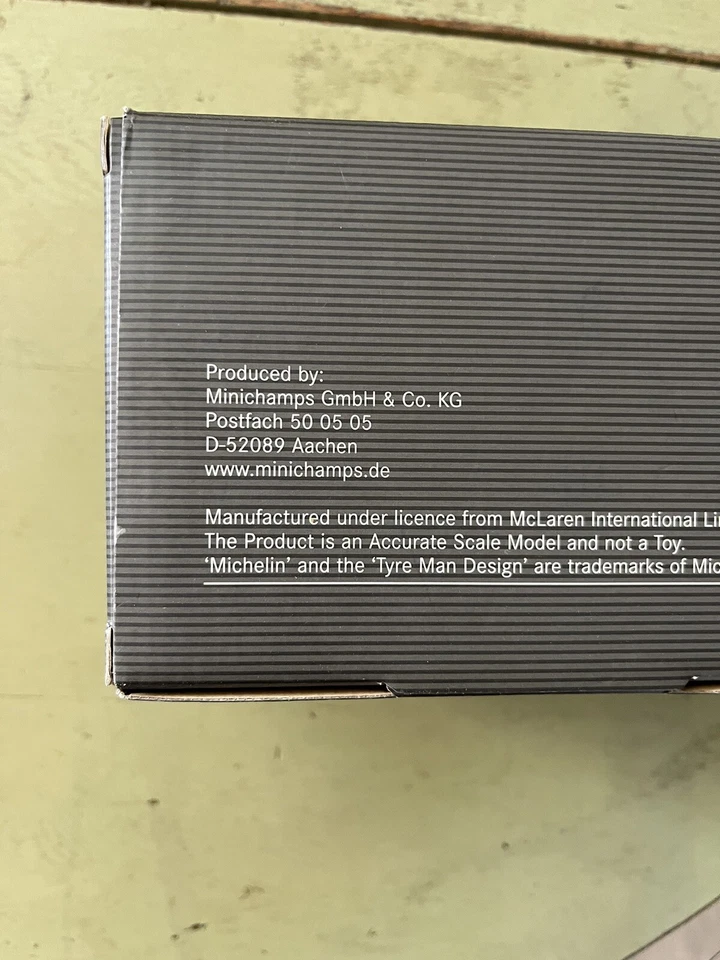 Produced by:
Minichamps GmbH & Co. KG
Postfach 50 05 05
D-52089 Aachen
www.minichamps.de
Manufactured under licence from McLaren International
The Product is an Accurate Scale Model and not a Toy.
‘Michelin’ and the ‘Tyre Man Design’ are trademarks of